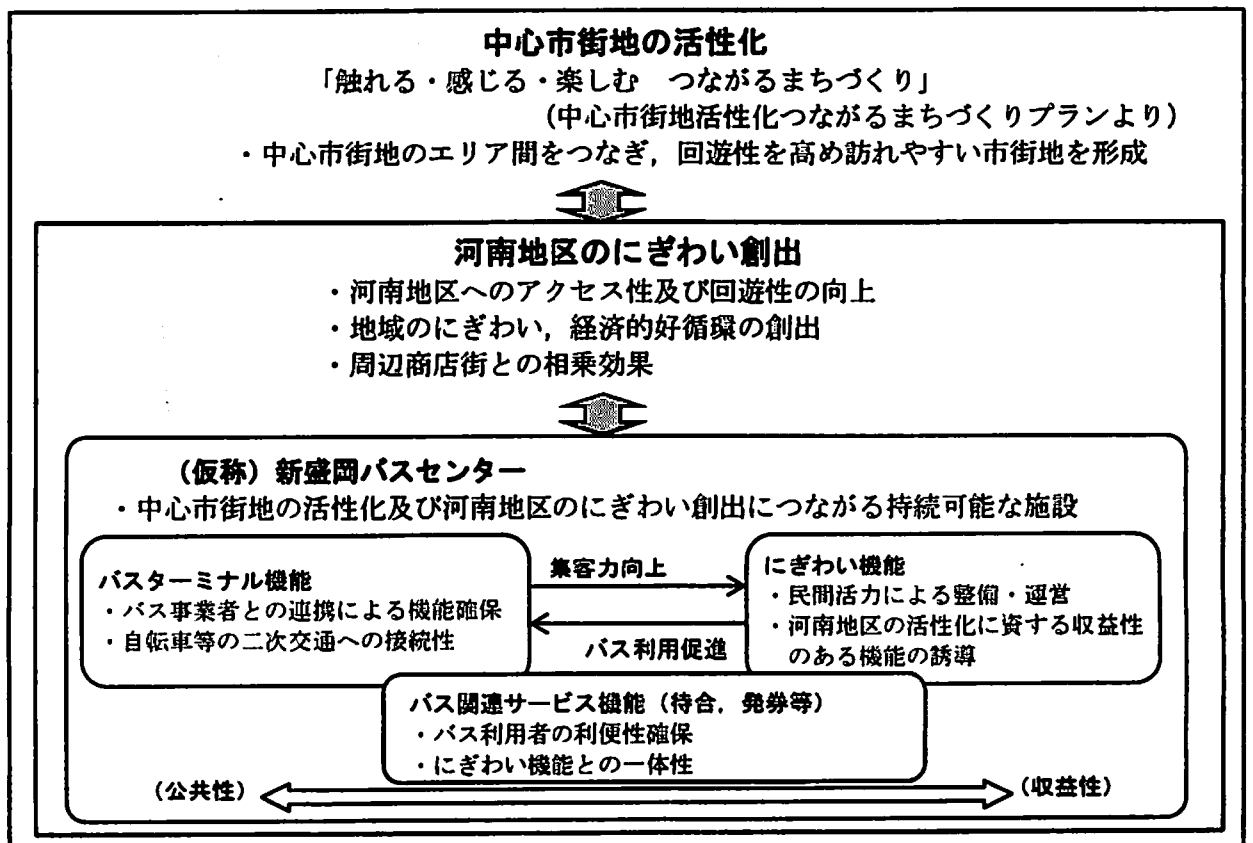 中心市街地の活性化
「触れる・感じる・楽しむ　つながるまちづくり」
（中心市街地活性化つながるまちづくりプランより）
・中心市街地のエリア間をつなぎ，回遊性を高め訪れやすい市街地を形成
河南地区のにぎわい創出
・河南地区へのアクセス性及び回遊性の向上
・地域のにぎわい，経済的好循環の創出
・周辺商店街との相乗効果
（仮称）新盛岡バスセンター
・中心市街地の活性化及び河南地区のにぎわい創出につながる持続可能な施設
バスターミナル機能
・バス事業者との連携による機能確保
・自転車等の二次交通への接続性
集客力向上
バス利用促進
にぎわい機能
・民間活力による整備・運営
・河南地区の活性化に資する収益性
のある機能の誘導
バス関連サービス機能（待合，発券等）
・バス利用者の利便性確保
・にぎわい機能との一体性
（公共性）
（収益性）